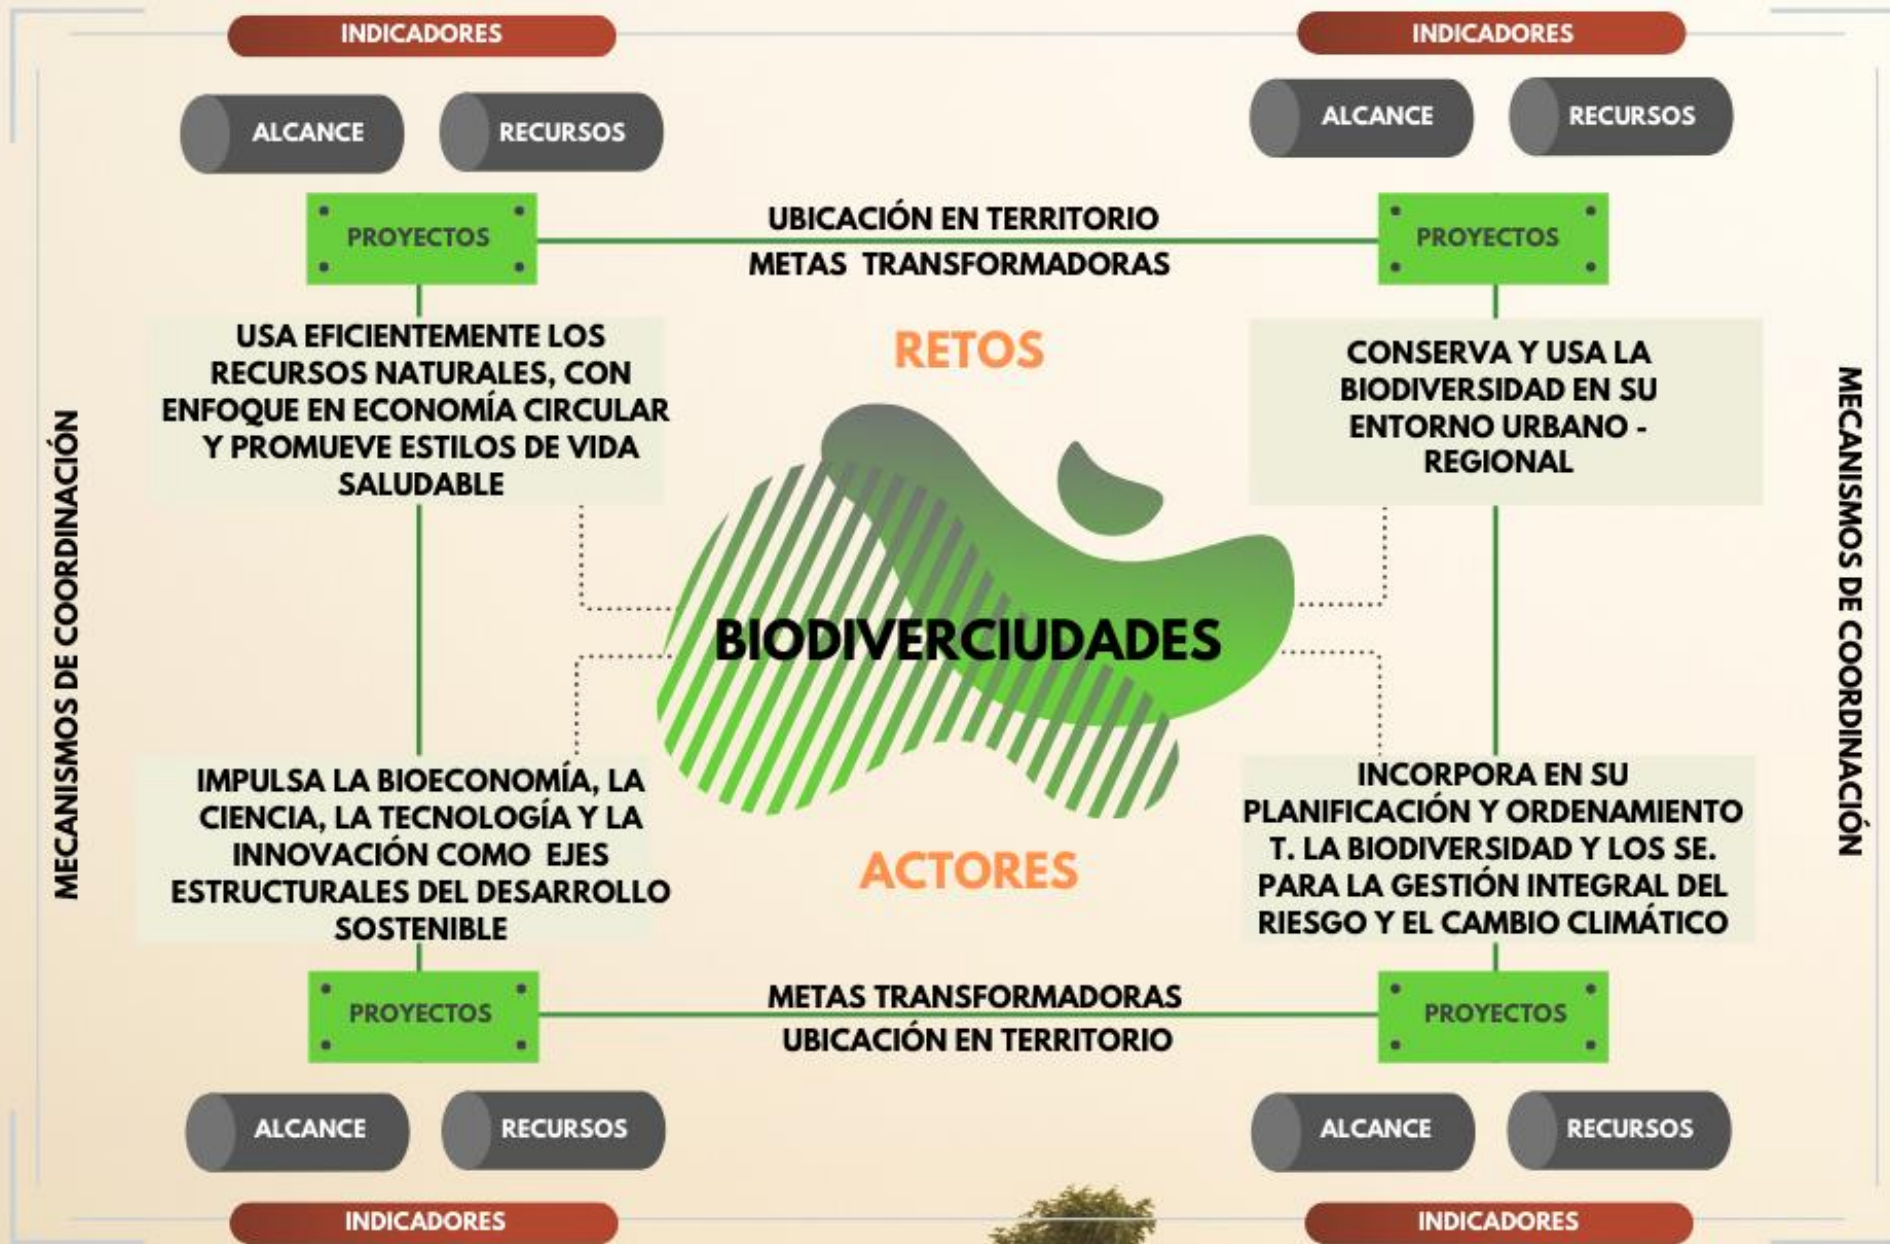 INDICADORES
INDICADORES
ALCANCE
RECURSOS
ALCANCE
RECURSOS
PROYECTOS
UBICACIÓN EN TERRITORIO
METAS TRANSFORMADORAS
PROYECTOS
USA EFICIENTEMENTE LOS
RECURSOS NATURALES, CON
ENFOQUE EN ECONOMÍA CIRCULAR
Y PROMUEVE ESTILOS DE VIDA
SALUDABLE
RETOS
CONSERVA Y USA LA
BIODIVERSIDAD EN SU
ENTORNO URBANO -
REGIONAL
MECANISMOS DE COORDINACIÓN
BIODIVERCIUDADES
MECANISMOS DE COORDINACIÓN
IMPULSA LA BIOECONOMÍA, LA
CIENCIA, LA TECNOLOGÍA Y LA
INNOVACIÓN COMO EJES
ESTRUCTURALES DEL DESARROLLO
SOSTENIBLE
ACTORES
INCORPORA EN SU
PLANIFICACIÓN Y ORDENAMIENTO
T. LA BIODIVERSIDAD Y LOS SE.
PARA LA GESTIÓN INTEGRAL DEL
RIESGO Y EL CAMBIO CLIMÁTICO
PROYECTOS
METAS TRANSFORMADORAS
UBICACIÓN EN TERRITORIO
PROYECTOS
ALCANCE
RECURSOS
ALCANCE
RECURSOS
INDICADORES
INDICADORES